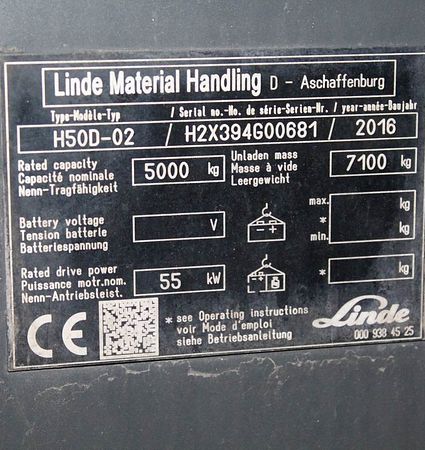 Linde Material Handling D - Aschaffenburg
Type-Modèle-Typ / Serial no.-No. de série-Serien-Nr. / year-année-Baujahr
H50D-02 / H2X394G00681 / 2016
Rated capacity
Capacité nominale
Nenn-Tragfähigkeit
5000 kg
Unladen mass
Masse à vide
Leergewicht
7100 kg
Battery voltage
Tension batterie
Batteriespannung
V
max.
*
min.
kg
kg
Rated drive power
Puissance motr.nom.
Nenn-Antriebsleist.
55 kW
* kg
CE
* see Operating instructions
voir Mode d'emploi
siehe Betriebsanleitung
Linde
000 938 45 25